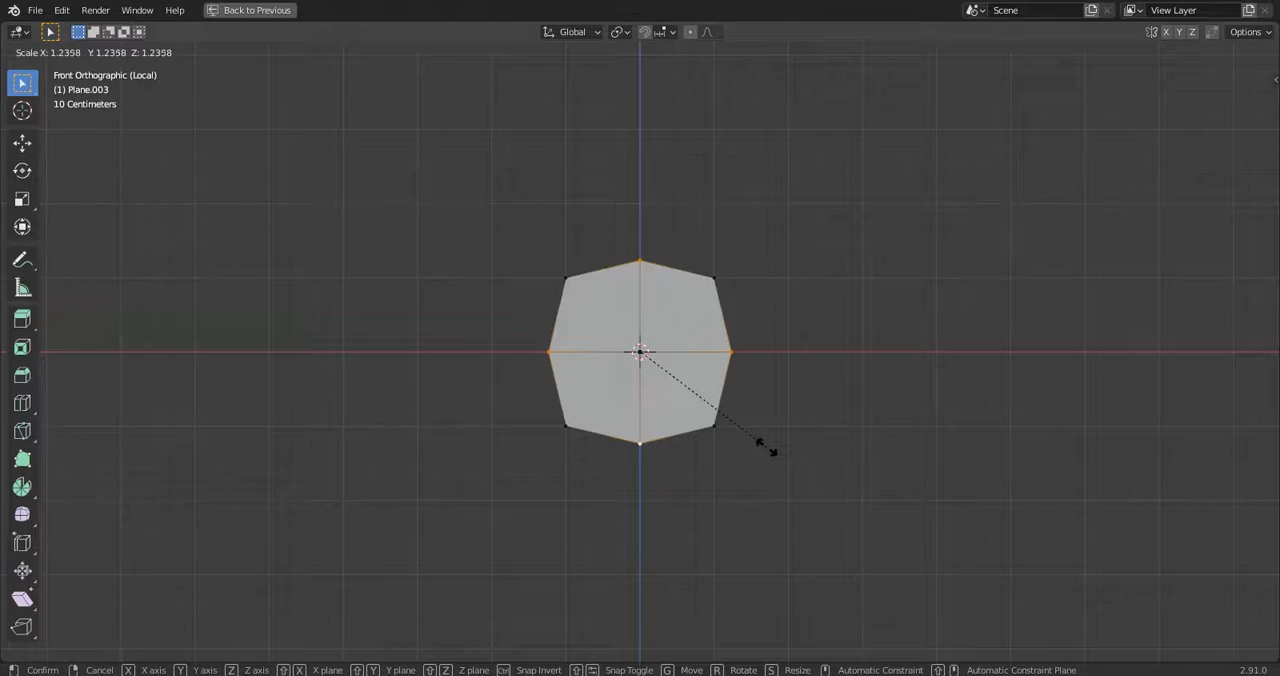 File Edit Render Window Help Back to Previous Scene View Layer
Global X Y Z Options
Scale X: 1.2358 Y: 1.2358 Z: 1.2358
Front Orthographic (Local)
(1) Plane.003
10 Centimeters
Confirm Cancel X X axis Y Y axis Z Z axis X X plane Y Y plane Z Z plane Ctrl Snap Invert Snap Toggle G Move R Rotate S Resize Automatic Constraint Automatic Constraint Plane 2.91.0